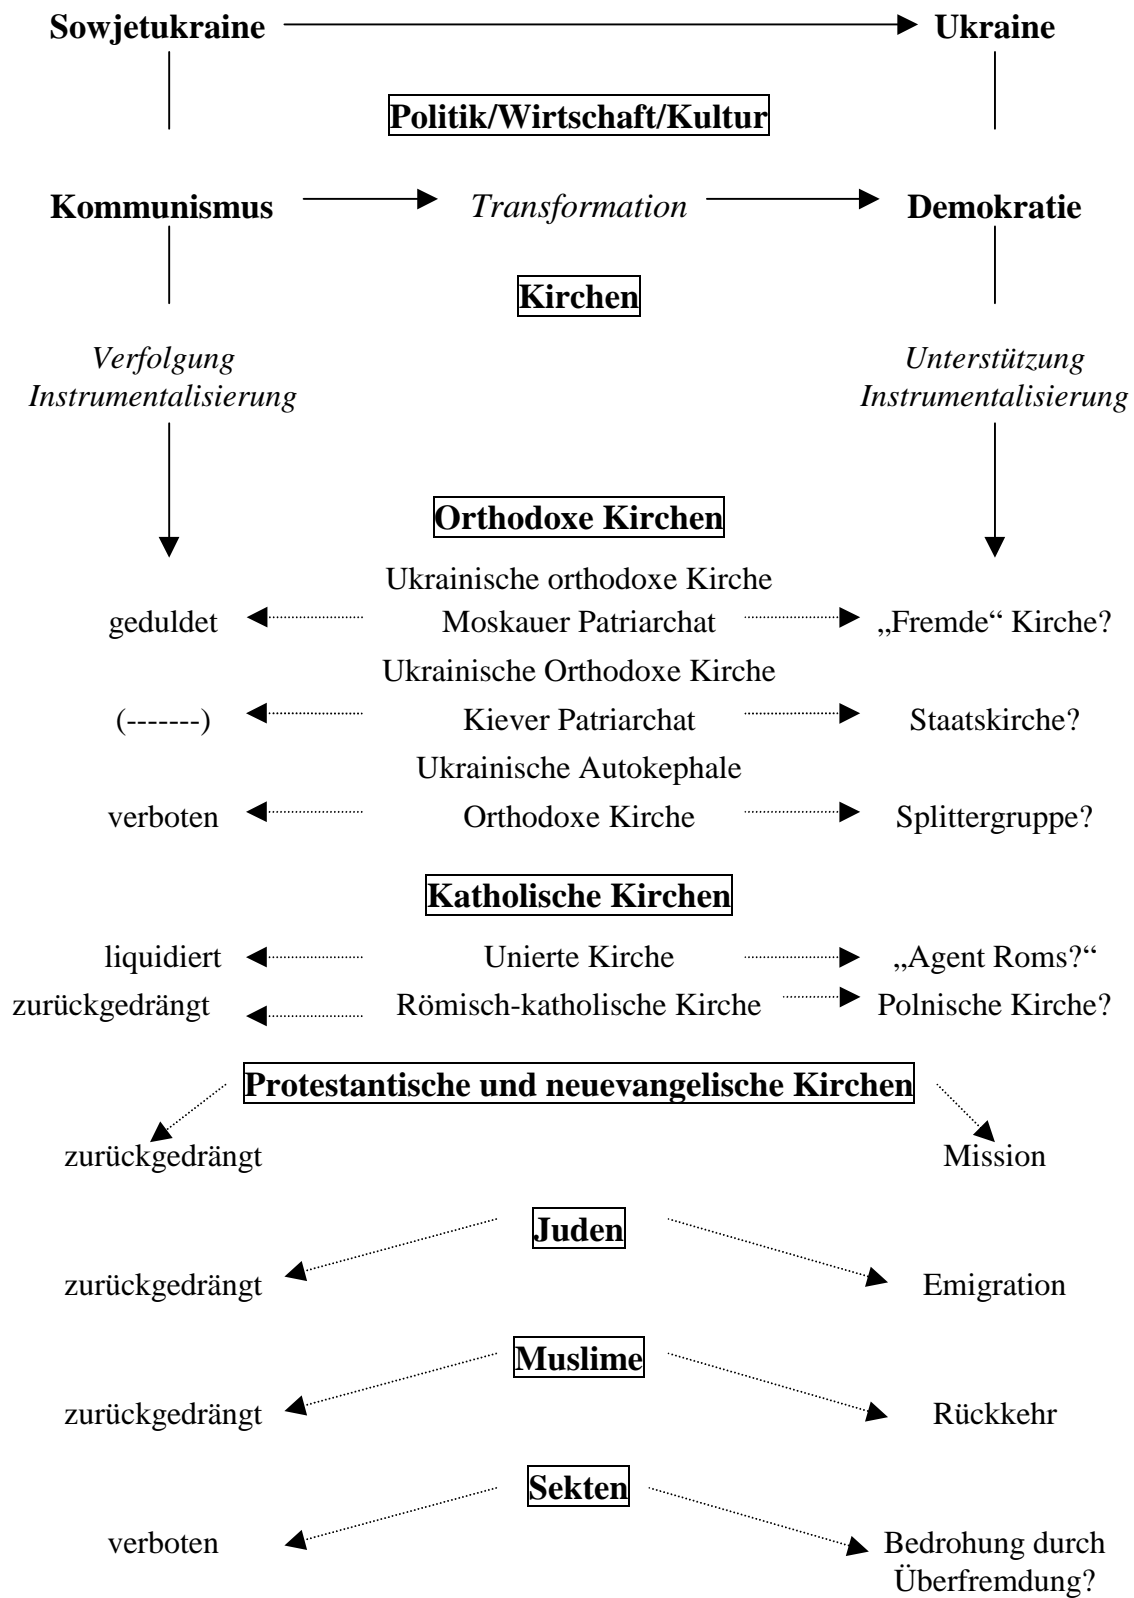 Sowjetukraine Ukraine
Politik/Wirtschaft/Kultur
Kommunismus Transformation Demokratie
Kirchen
Verfolgung Unterstützung
Instrumentalisierung Instrumentalisierung
Orthodoxe Kirchen
Ukrainische orthodoxe Kirche
geduldet Moskauer Patriarchat „Fremde“ Kirche?
Ukrainische Orthodoxe Kirche
(-------) Kiever Patriarchat Staatskirche?
Ukrainische Autokephale
verboten Orthodoxe Kirche Splittergruppe?
Katholische Kirchen
liquidiert Unierte Kirche „Agent Roms?“
zurückgedrängt Römisch-katholische Kirche Polnische Kirche?
Protestantische und neuevangelische Kirchen
zurückgedrängt Mission
Juden
zurückgedrängt Emigration
Muslime
zurückgedrängt Rückkehr
Sekten
verboten Bedrohung durch
Überfremdung?